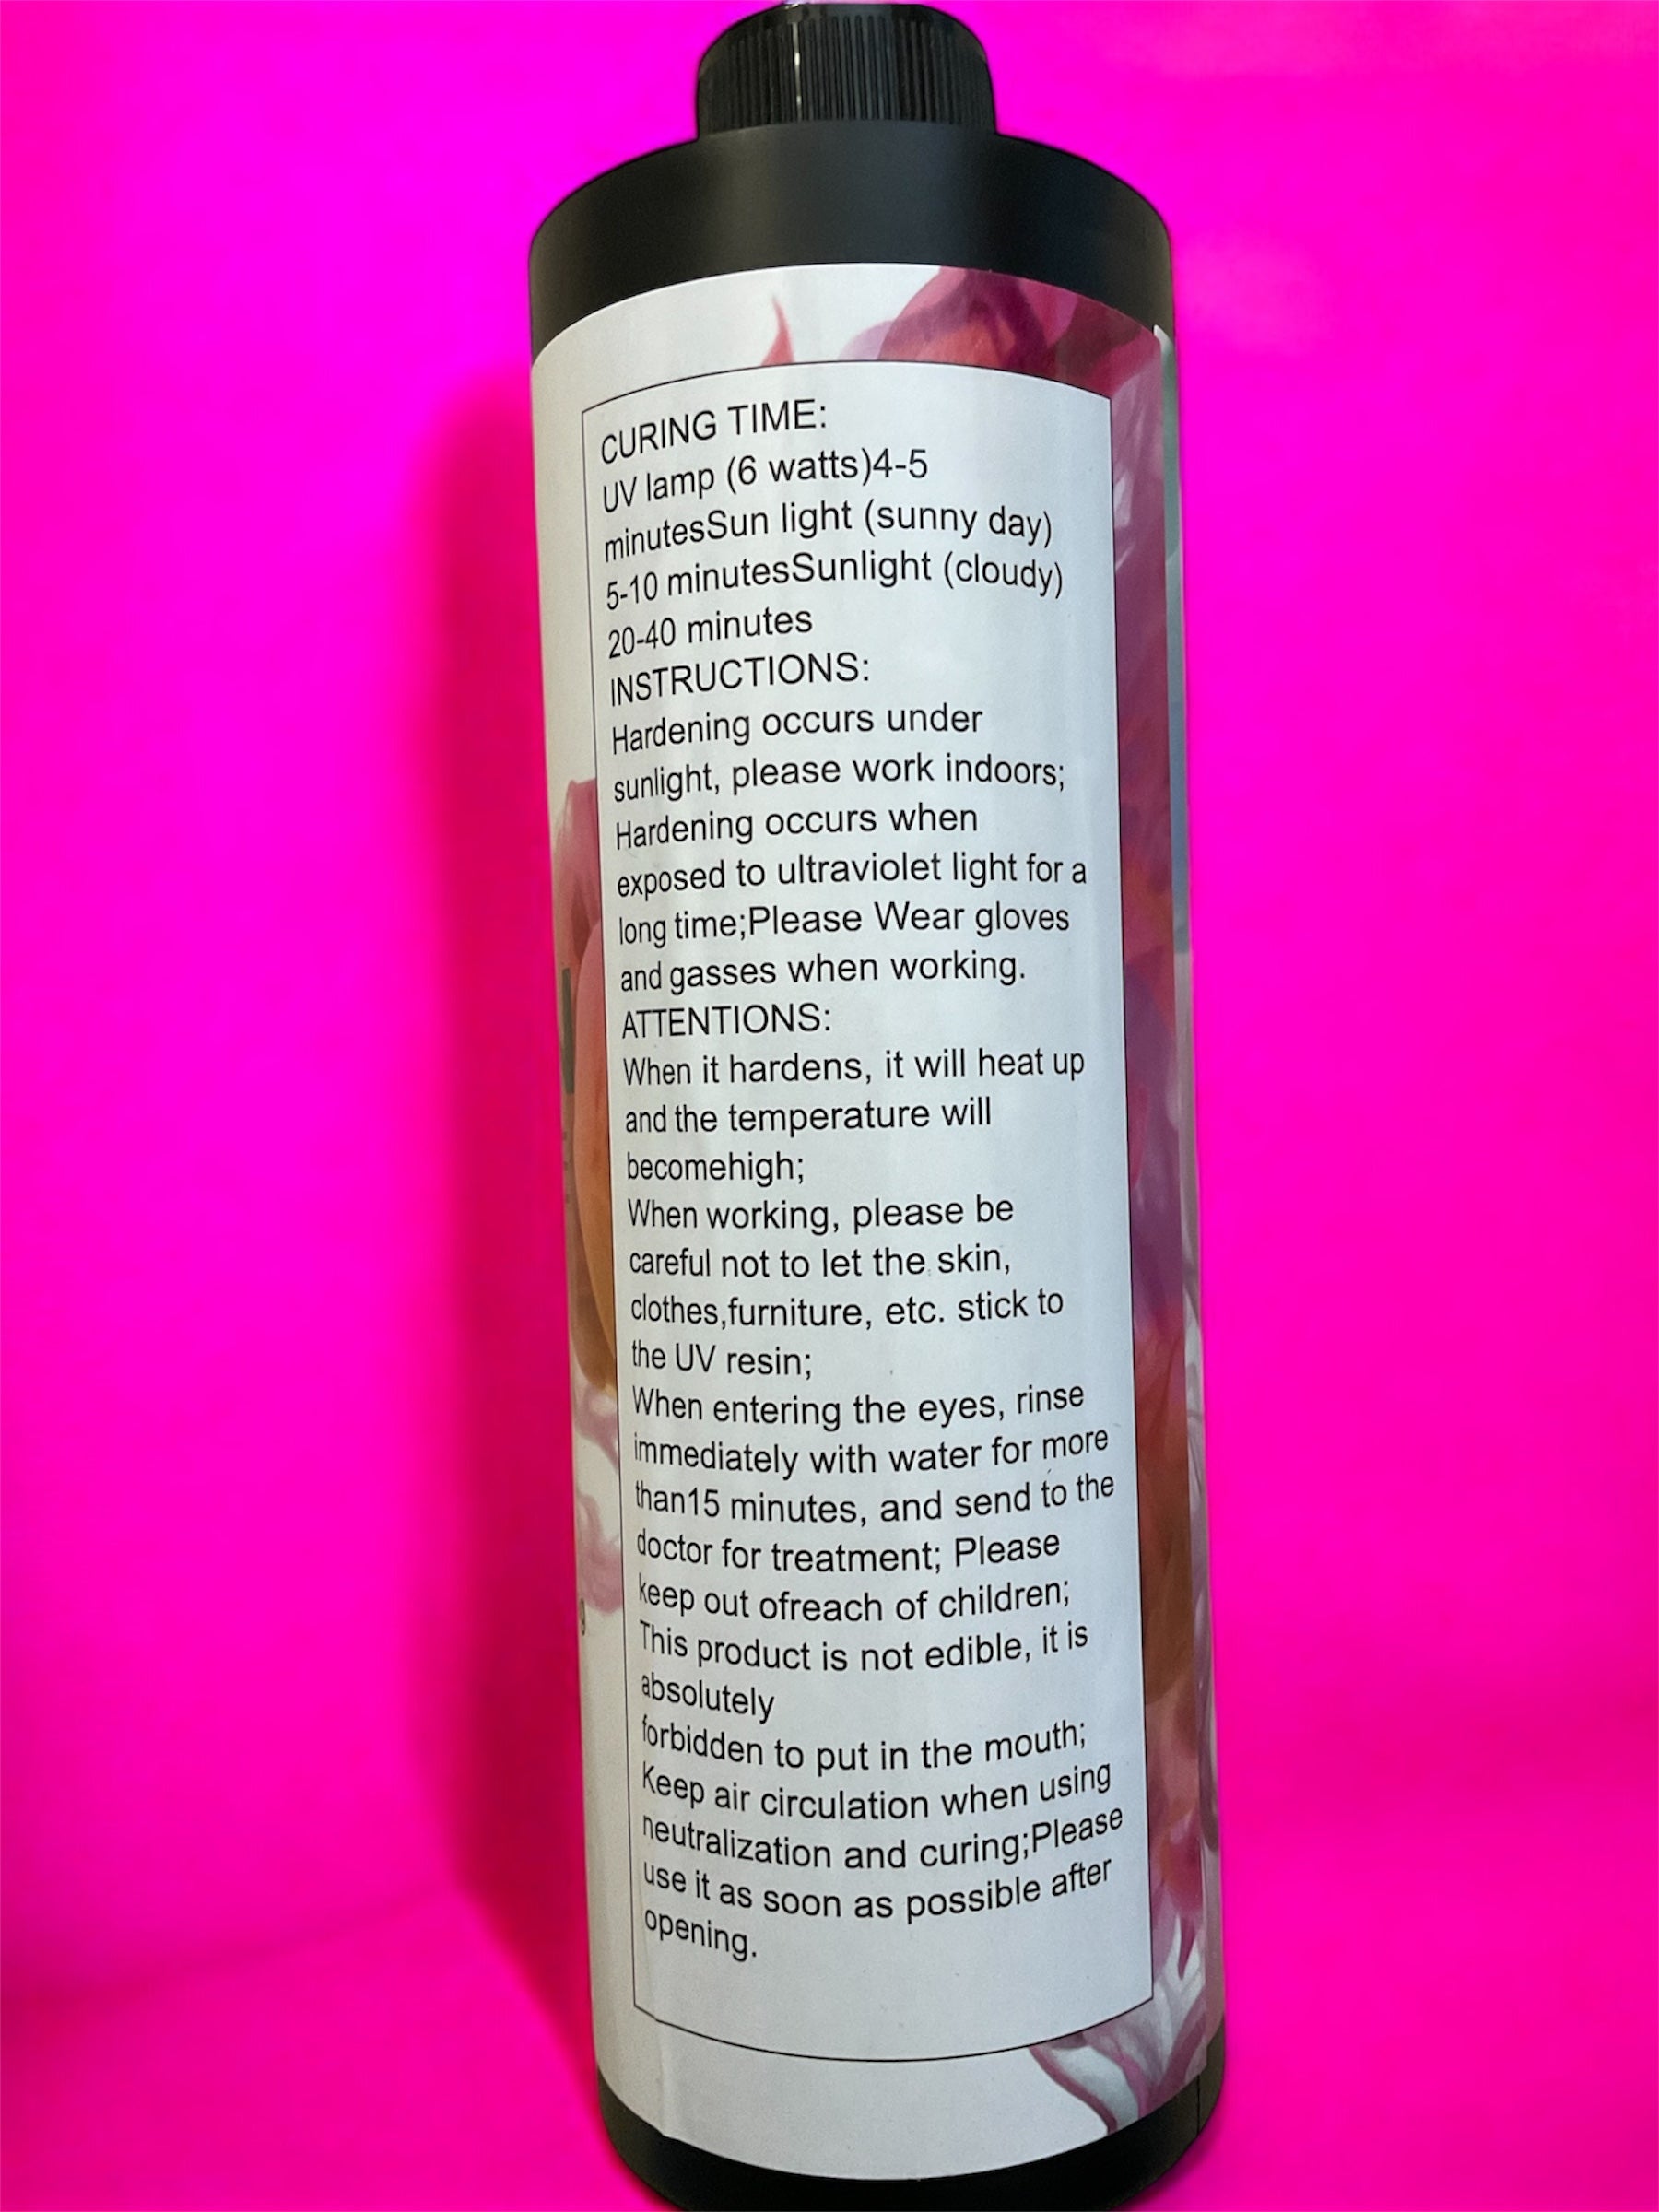 CURING TIME:
UV lamp (6 watts)4-5
minutesSun light (sunny day)
5-10 minutesSunlight (cloudy)
20-40 minutes
INSTRUCTIONS:
Hardening occurs under
sunlight, please work indoors;
Hardening occurs when
exposed to ultraviolet light for a
long time;Please Wear gloves
and gasses when working.
ATTENTIONS:
When it hardens, it will heat up
and the temperature will
becomehigh;
When working, please be
careful not to let the skin,
clothes,furniture, etc. stick to
the UV resin;
When entering the eyes, rinse
immediately with water for more
than15 minutes, and send to the
doctor for treatment; Please
keep out ofreach of children;
This product is not edible, it is
absolutely
forbidden to put in the mouth;
Keep air circulation when using
neutralization and curing;Please
use it as soon as possible after
opening.